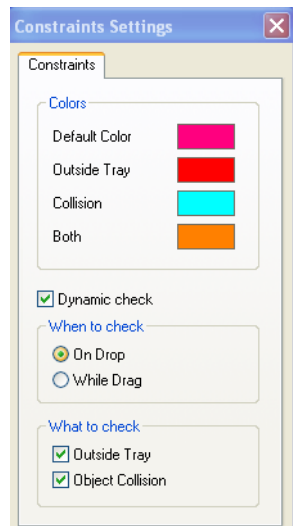 Constraints Settings
Constraints
Colors
Default Color
Outside Tray
Collision
Both
Dynamic check
When to check
On Drop
While Drag
What to check
Outside Tray
Object Collision